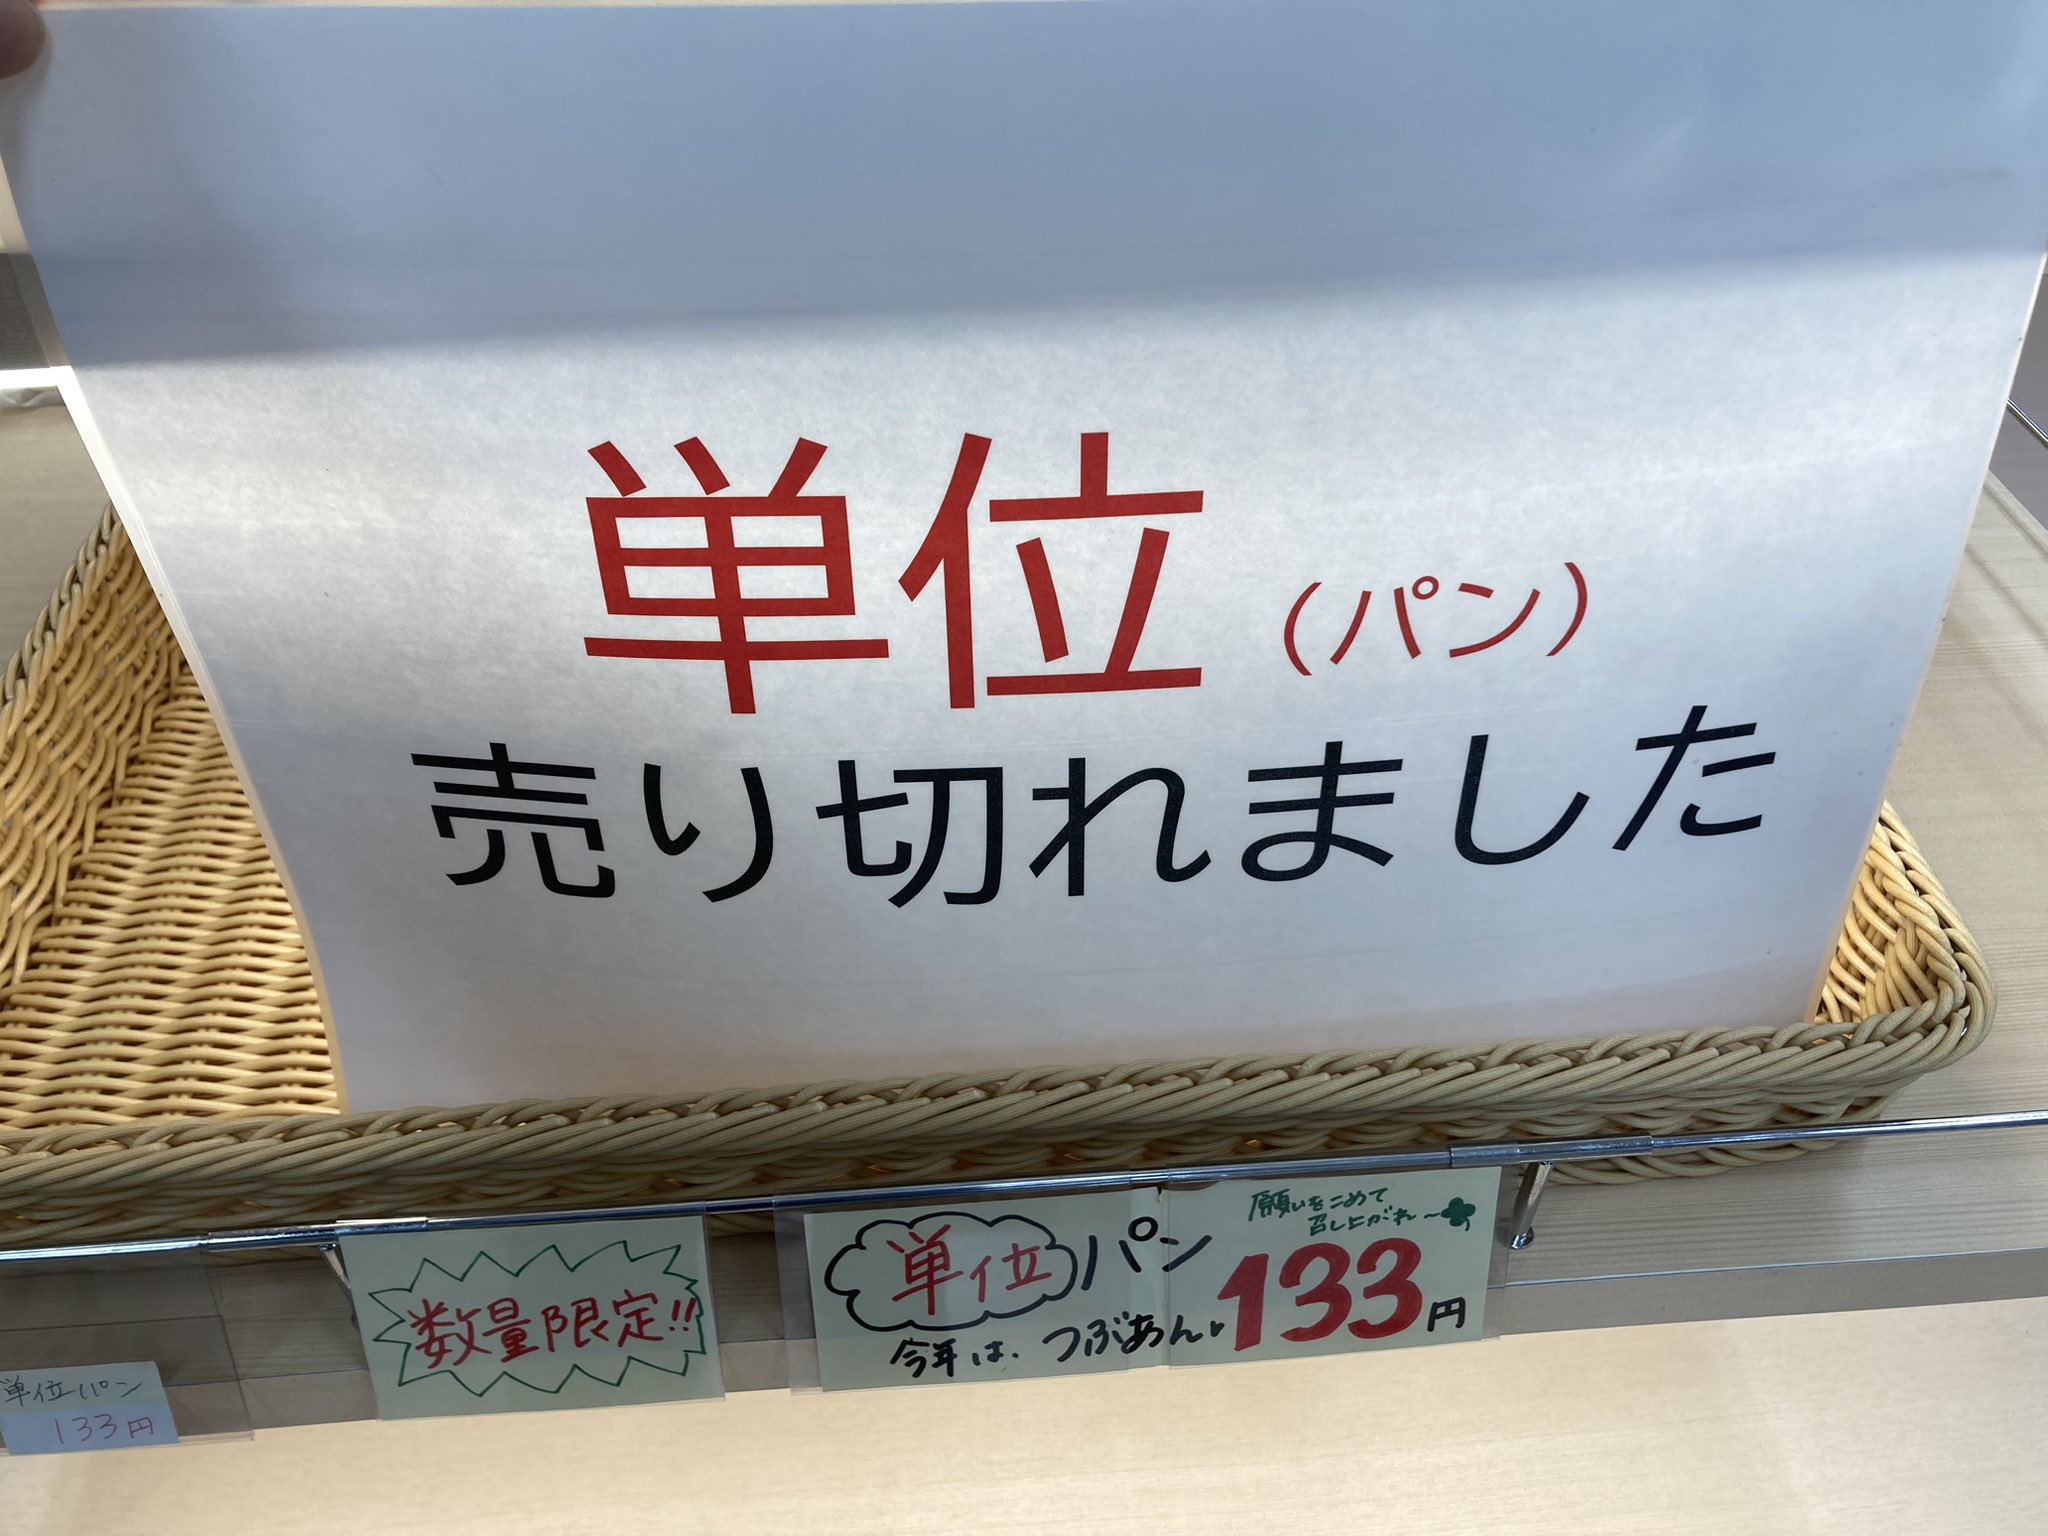 単位（パン）
売り切れました
数量限定!!
単位パン
今年は、つぶあん
願いをこめて
召し上がれ～
133円
単位パン
133円